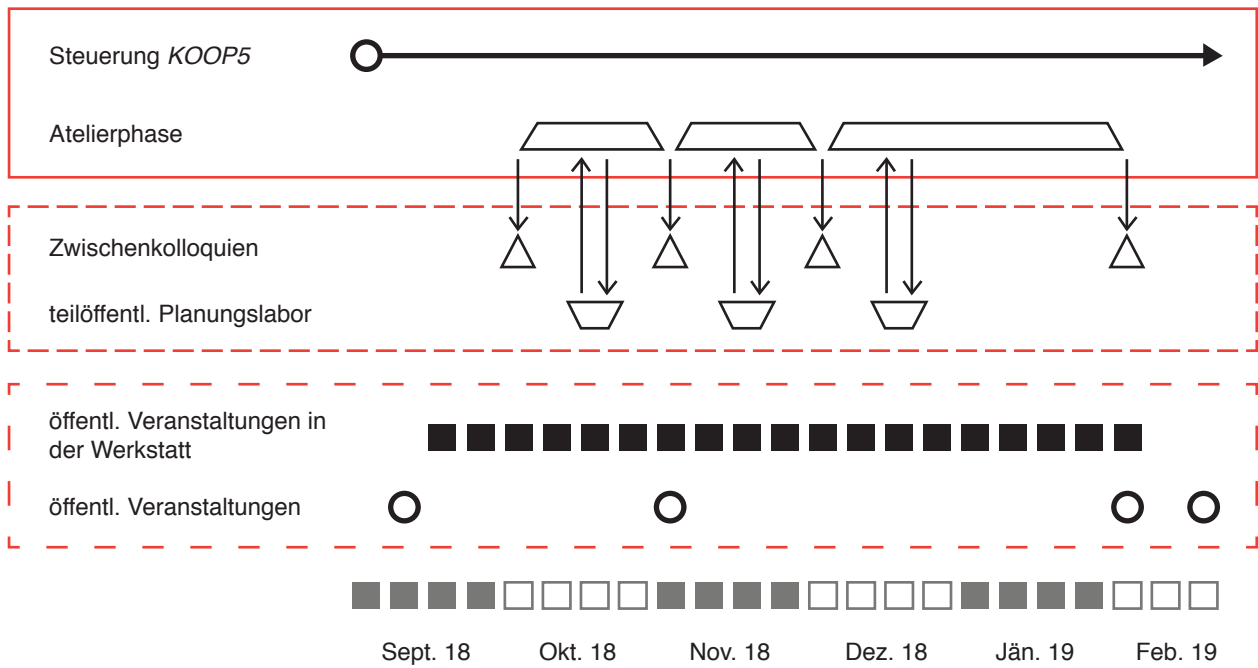 Steuerung KOOP5
Atelierphase
Zwischenkolloquien
teilöffentl. Planungslabor
öffentl. Veranstaltungen in
der Werkstatt
öffentl. Veranstaltungen
Sept. 18 Okt. 18 Nov. 18 Dez. 18 Jän. 19 Feb. 19